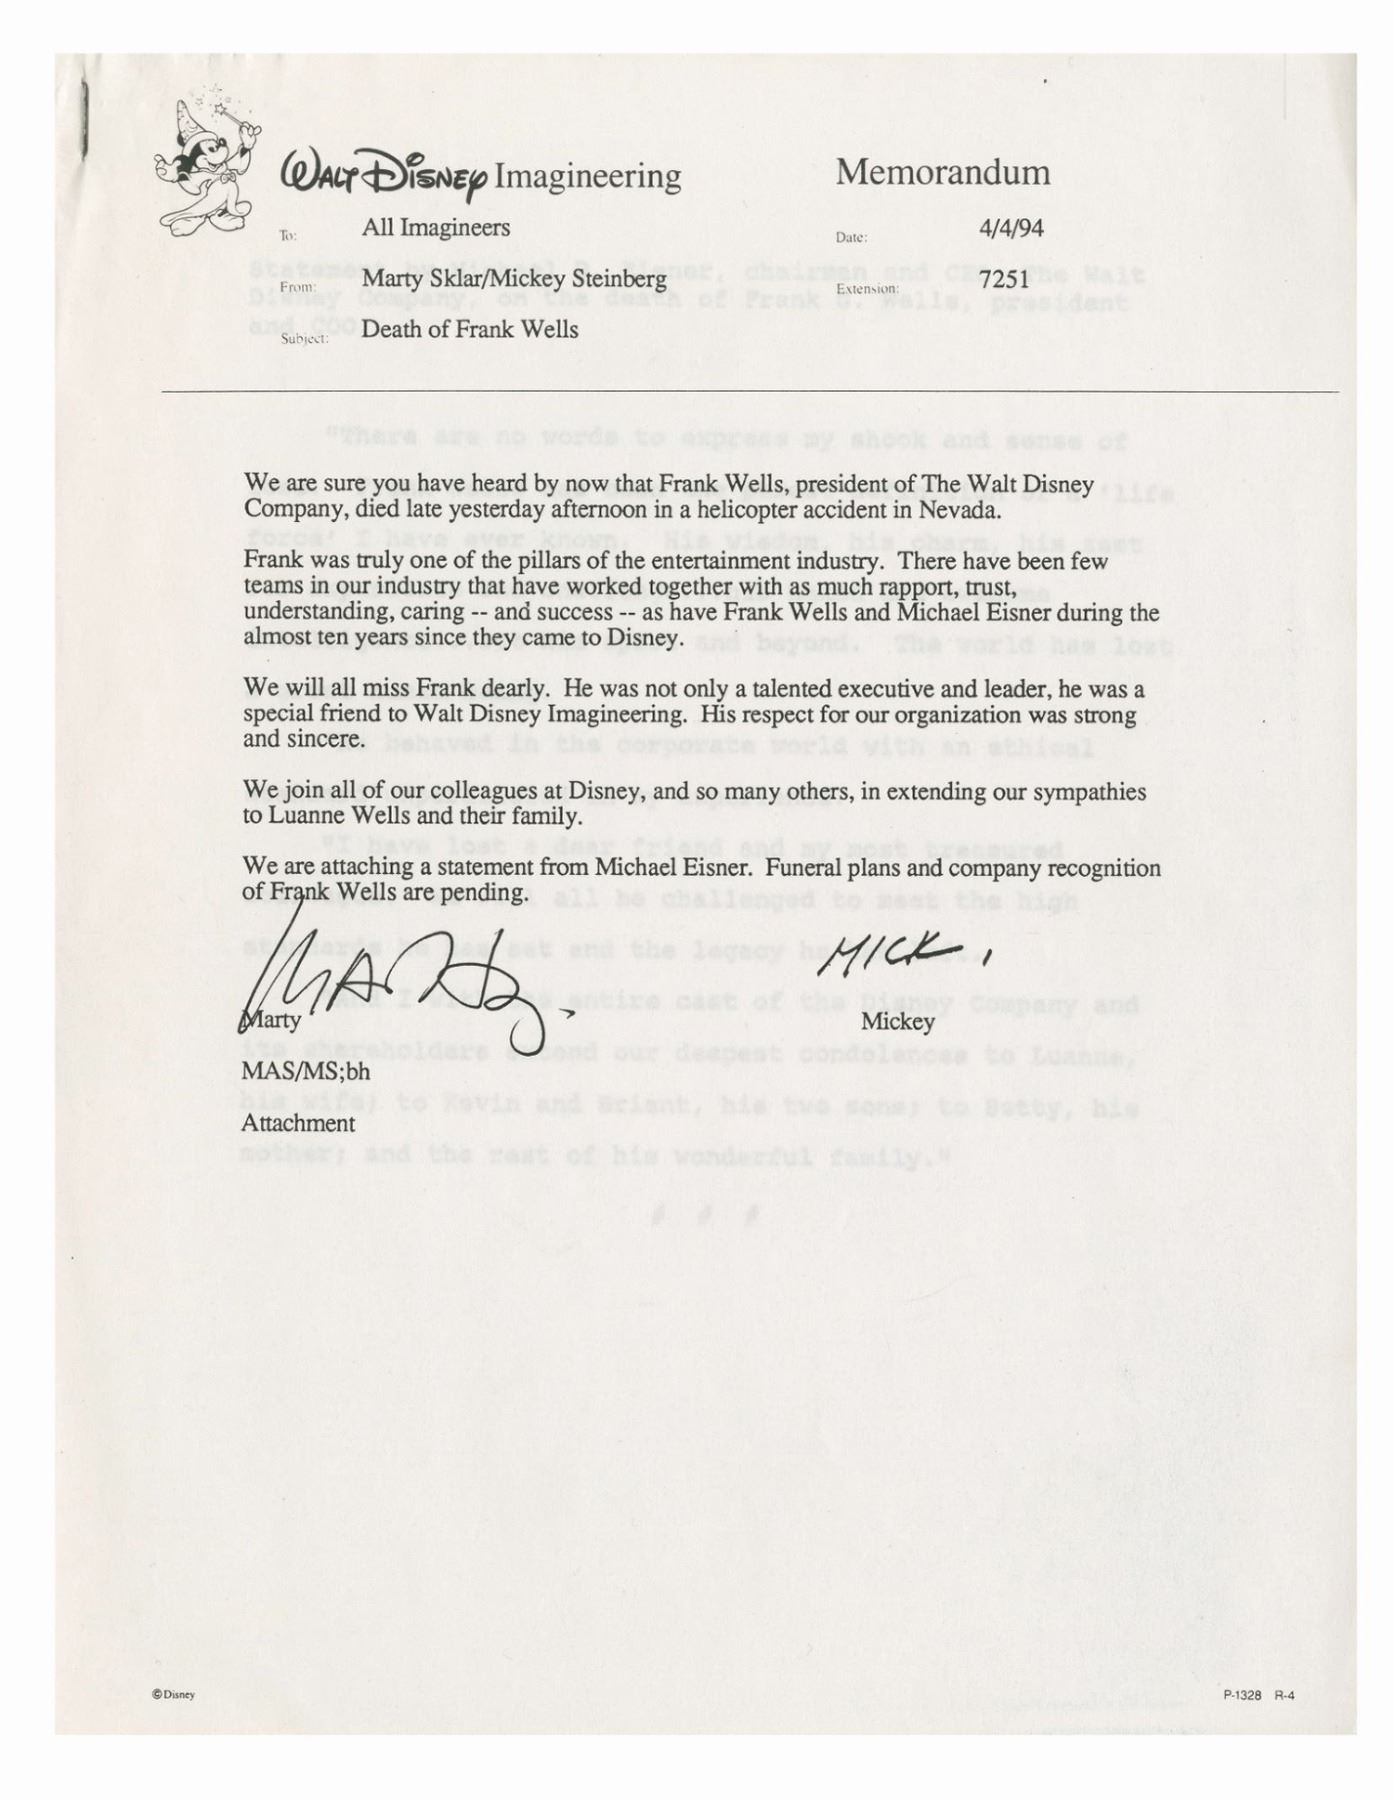 Walt Disney Imagineering Memorandum
To: All Imagineers Date: 4/4/94
From: Marty Sklar/Mickey Steinberg Extension: 7251
Subject: Death of Frank Wells
We are sure you have heard by now that Frank Wells, president of The Walt Disney
Company, died late yesterday afternoon in a helicopter accident in Nevada.
Frank was truly one of the pillars of the entertainment industry. There have been few
teams in our industry that have worked together with as much rapport, trust,
understanding, caring -- and success -- as have Frank Wells and Michael Eisner during the
almost ten years since they came to Disney.
We will all miss Frank dearly. He was not only a talented executive and leader, he was a
special friend to Walt Disney Imagineering. His respect for our organization was strong
and sincere.
We join all of our colleagues at Disney, and so many others, in extending our sympathies
to Luanne Wells and their family.
We are attaching a statement from Michael Eisner. Funeral plans and company recognition
of Frank Wells are pending.
Marty MICK.
Marty Mickey
MAS/MS;bh
Attachment
© Disney P-1328 R-4